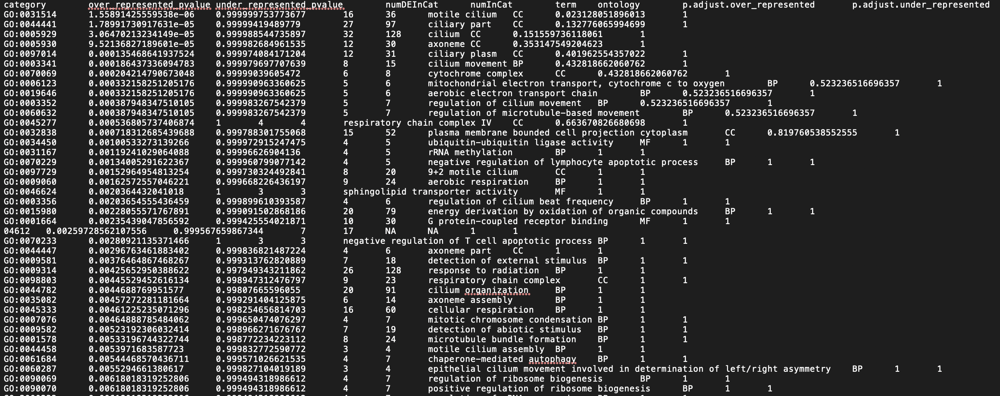 category over_represented_pvalue under_represented_pvalue numDEInCat numInCat term ontology p.adjust.over_represented p.adjust.under_represented
GO:0031514 1.55891425559538e-06 0.999999753773677 16 36 motile cilium CC 0.023128051896013 1
GO:0044441 1.78991730917631e-05 0.99999419489779 27 97 ciliary part CC 0.132776065994699 1
GO:0005929 3.06470213234149e-05 0.999988544735897 32 128 cilium CC 0.151559736118061 1
GO:0005930 9.52136827189601e-05 0.999982684961535 12 30 axoneme CC 0.353147549204623 1
GO:0097014 0.000135468641937524 0.999974084171204 12 31 ciliary plasm CC 0.401962554357022 1
GO:0003341 0.000186437336094783 0.999979697707639 8 15 cilium movement BP 0.432818662060762 1
GO:0070069 0.000204214790673048 0.99999039605472 6 8 cytochrome complex CC 0.432818662060762 1
GO:0006123 0.000332158251205176 0.999990963360625 5 6 mitochondrial electron transport, cytochrome c to oxygen BP 0.523236516696357 1
GO:0019646 0.000332158251205176 0.999990963360625 5 6 aerobic electron transport chain BP 0.523236516696357 1
GO:0003352 0.000387948347510105 0.999983267542379 5 7 regulation of cilium movement BP 0.523236516696357 1
GO:0060632 0.000387948347510105 0.999983267542379 5 7 regulation of microtubule-based movement BP 0.523236516696357 1
GO:0045277 0.000536805737406874 1 4 4 respiratory chain complex IV CC 0.663670826680698 1
GO:0032838 0.000718312685439688 0.999788301755068 15 52 plasma membrane bounded cell projection cytoplasm CC 0.819760538552555 1
GO:0034450 0.00100533273139266 0.999972915247475 4 5 ubiquitin-ubiquitin ligase activity MF 1 1
GO:0031167 0.00119241029064088 0.99996626904136 4 5 rRNA methylation BP 1 1
GO:0070229 0.00134005291622367 0.999960799077142 4 5 negative regulation of lymphocyte apoptotic process BP 1 1
GO:0097729 0.00152964954813254 0.999730324492841 8 20 9+2 motile cilium CC 1 1
GO:0009060 0.00162572557046221 0.999668226436197 9 24 aerobic respiration BP 1 1
GO:0046624 0.0020364432041018 1 3 3 sphingolipid transporter activity MF 1 1
GO:0003356 0.00203654555436459 0.999899610393587 4 6 regulation of cilium beat frequency BP 1 1
GO:0015980 0.00228055571767891 0.999091502868186 20 79 energy derivation by oxidation of organic compounds BP 1 1
GO:0001664 0.00235439047856592 0.999425554021871 10 30 G protein-coupled receptor binding MF 1 1
04612 0.00259728562107556 0.999567659867344 7 17 NA NA 1 1
GO:0070233 0.00280921135371466 1 3 3 negative regulation of T cell apoptotic process BP 1 1
GO:0044447 0.00296763461883402 0.999836821487224 4 6 axoneme part CC 1 1
GO:0009581 0.00376464867468267 0.999313762820889 7 18 detection of external stimulus BP 1 1
GO:0009314 0.00425652950388622 0.997949343211862 26 128 response to radiation BP 1 1
GO:0098803 0.00445529452616134 0.998947312476797 9 23 respiratory chain complex CC 1 1
GO:0044782 0.0044688769951577 0.99807665596055 20 91 cilium organization BP 1 1
GO:0035082 0.00457272281181664 0.999291404125875 6 14 axoneme assembly BP 1 1
GO:0045333 0.00461225235071296 0.998254656814703 16 60 cellular respiration BP 1 1
GO:0007076 0.00464888785484062 0.999650474076297 4 7 mitotic chromosome condensation BP 1 1
GO:0009582 0.00523192306032414 0.998966271676767 7 19 detection of abiotic stimulus BP 1 1
GO:0001578 0.00533196744322744 0.998772234223112 8 24 microtubule bundle formation BP 1 1
GO:0044458 0.0053971683587723 0.999832772590772 3 4 motile cilium assembly BP 1 1
GO:0061684 0.00544468570436711 0.999571026621535 4 7 chaperone-mediated autophagy BP 1 1
GO:0060287 0.0055294661380617 0.999827104019189 3 4 epithelial cilium movement involved in determination of left/right asymmetry BP 1 1
GO:0090069 0.00618018319252806 0.999494318986612 4 7 regulation of ribosome biogenesis BP 1 1
GO:0090070 0.00618018319252806 0.999494318986612 4 7 positive regulation of ribosome biogenesis BP 1 1